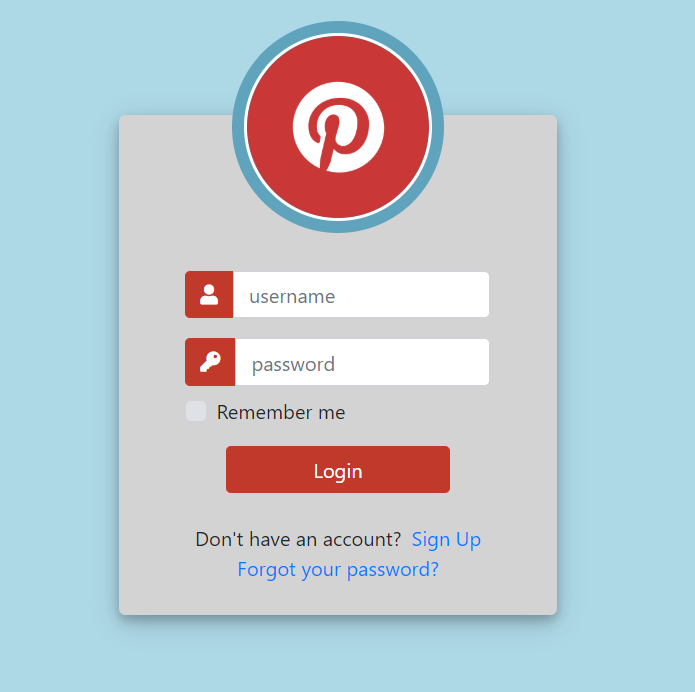 username
password
Remember me
Login
Don't have an account? Sign Up
Forgot your password?